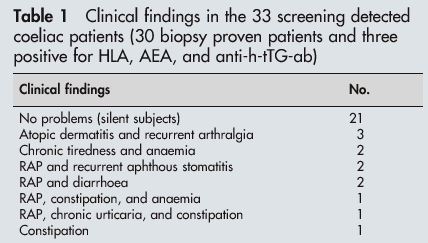 Table 1 Clinical findings in the 33 screening detected
coeliac patients (30 biopsy proven patients and three
positive for HLA, AEA, and anti-h-tTG-ab)
Clinical findings No.
No problems (silent subjects) 21
Atopic dermatitis and recurrent arthralgia 3
Chronic tiredness and anaemia 2
RAP and recurrent aphthous stomatitis 2
RAP and diarrhoea 2
RAP, constipation, and anaemia 1
RAP, chronic urticaria, and constipation 1
Constipation 1